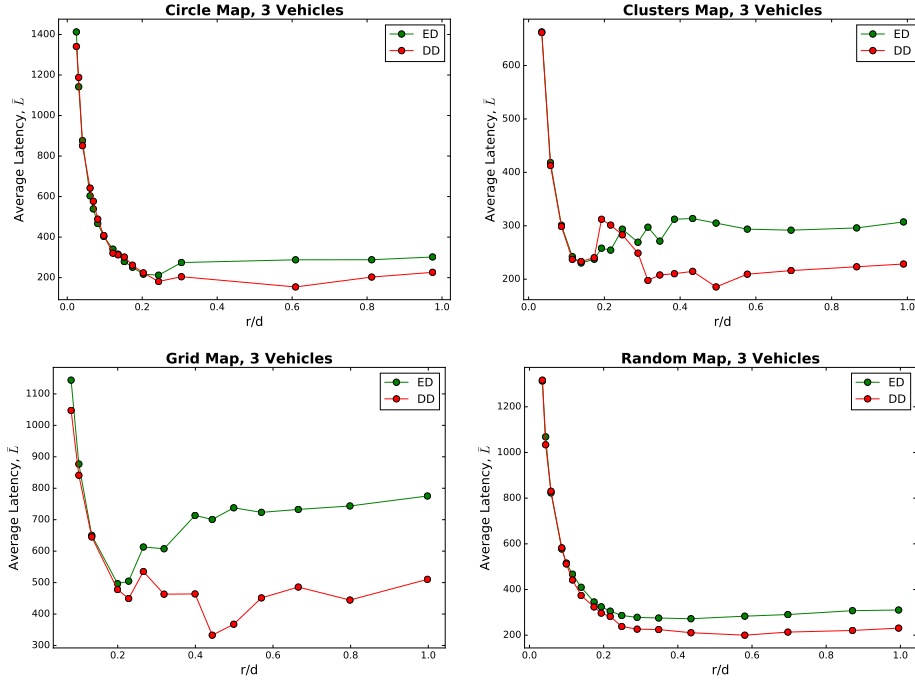 Circle Map, 3 Vehicles
1400
1200
1000
800
600
400
200
0.0 0.2 0.4 0.6 0.8 1.0
r/d
Average Latency, L̄
ED
DD
Clusters Map, 3 Vehicles
600
500
400
300
200
0.0 0.2 0.4 0.6 0.8 1.0
r/d
Average Latency, L̄
ED
DD
Grid Map, 3 Vehicles
1100
1000
900
800
700
600
500
400
300
0.2 0.4 0.6 0.8 1.0
r/d
Average Latency, L̄
ED
DD
Random Map, 3 Vehicles
1200
1000
800
600
400
200
0.0 0.2 0.4 0.6 0.8 1.0
r/d
Average Latency, L̄
ED
DD